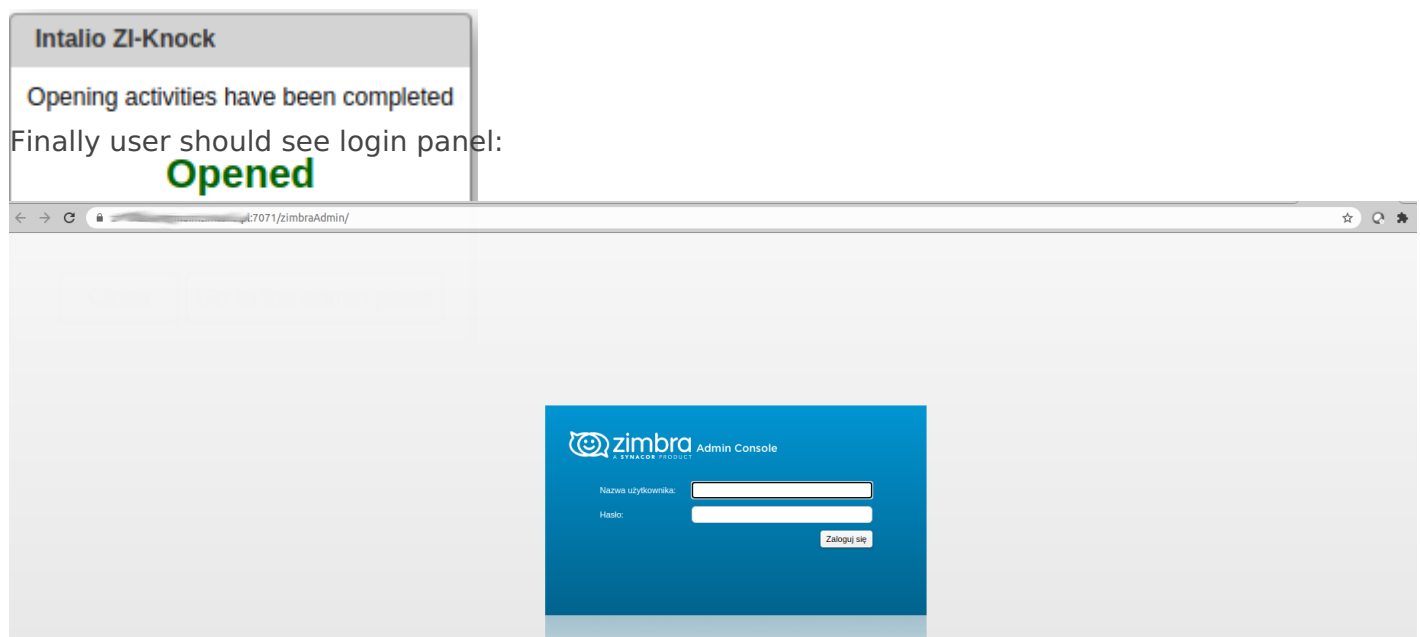 Intalio ZI-Knock
Opening activities have been completed
Finally user should see login panel:
Opened
:7071/zimbraAdmin/
zimbra Admin Console
A SYNACOR PRODUCT
Nazwa użytkownika:
Hasło:
Zaloguj się